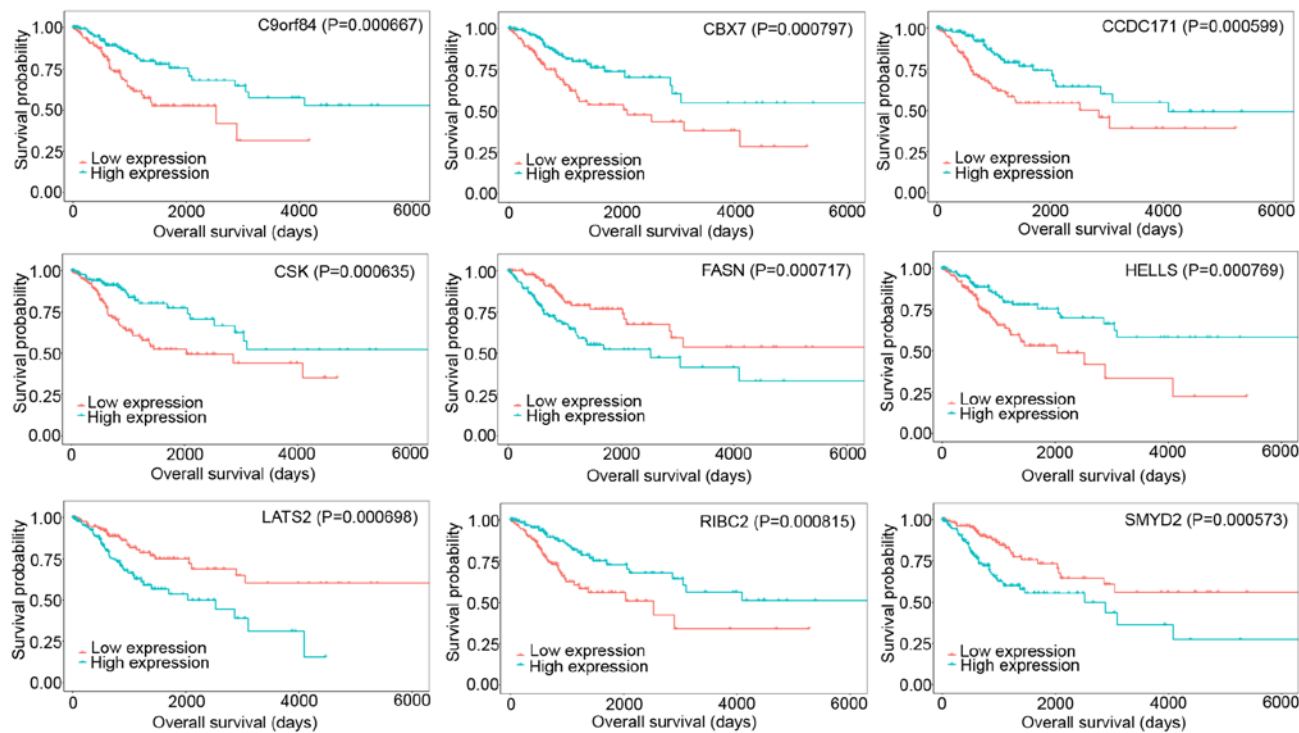 C9orf84 (P=0.000667)
Survival probability
1.00
0.75
0.50
0.25
0.00
Low expression
High expression
0 2000 4000 6000
Overall survival (days)
CBX7 (P=0.000797)
Survival probability
1.00
0.75
0.50
0.25
0.00
Low expression
High expression
0 2000 4000 6000
Overall survival (days)
CCDC171 (P=0.000599)
Survival probability
1.00
0.75
0.50
0.25
0.00
Low expression
High expression
0 2000 4000 6000
Overall survival (days)
CSK (P=0.000635)
Survival probability
1.00
0.75
0.50
0.25
0.00
Low expression
High expression
0 2000 4000 6000
Overall survival (days)
FASN (P=0.000717)
Survival probability
1.00
0.75
0.50
0.25
0.00
Low expression
High expression
0 2000 4000 6000
Overall survival (days)
HELLS (P=0.000769)
Survival probability
1.00
0.75
0.50
0.25
0.00
Low expression
High expression
0 2000 4000 6000
Overall survival (days)
LATS2 (P=0.000698)
Survival probability
1.00
0.75
0.50
0.25
0.00
Low expression
High expression
0 2000 4000 6000
Overall survival (days)
RIBC2 (P=0.000815)
Survival probability
1.00
0.75
0.50
0.25
0.00
Low expression
High expression
0 2000 4000 6000
Overall survival (days)
SMYD2 (P=0.000573)
Survival probability
1.00
0.75
0.50
0.25
0.00
Low expression
High expression
0 2000 4000 6000
Overall survival (days)